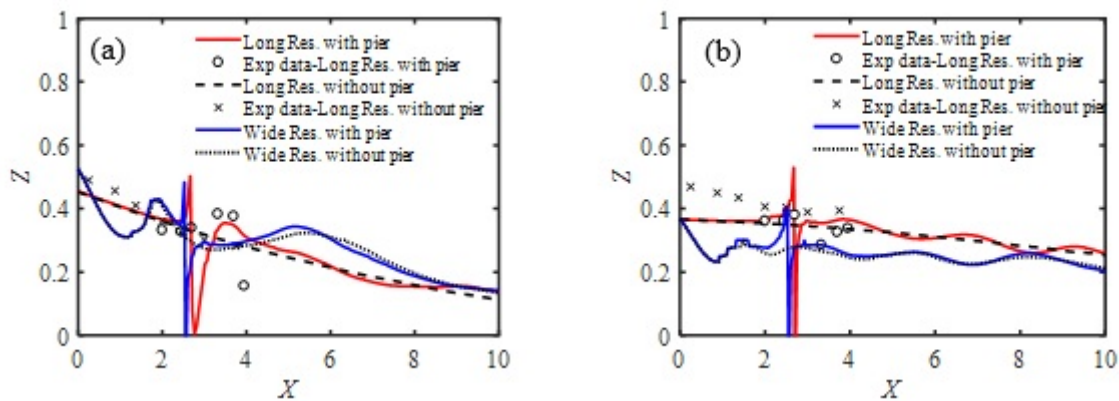 (a)
Long Res. with pier
Exp data-Long Res. with pier
Long Res. without pier
Exp data-Long Res. without pier
Wide Res. with pier
Wide Res. without pier
Z
1
0.8
0.6
0.4
0.2
0
0 2 4 6 8 10
X
(b)
Long Res. with pier
Exp data-Long Res. with pier
Long Res. without pier
Exp data-Long Res. without pier
Wide Res. with pier
Wide Res. without pier
Z
1
0.8
0.6
0.4
0.2
0
0 2 4 6 8 10
X